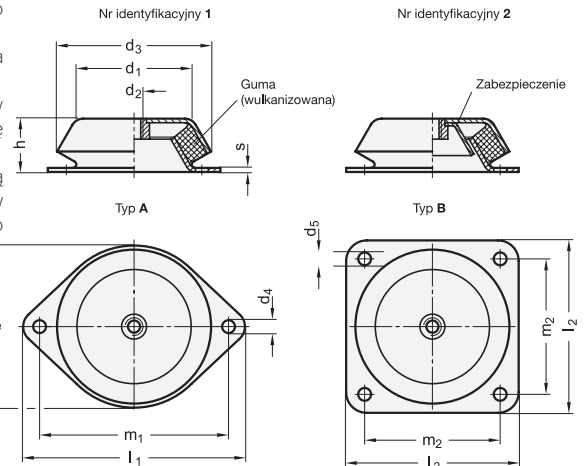 Nr identyfikacyjny 1
Nr identyfikacyjny 2
d3
d1
d2
h
s
Guma
(wulkanizowana)
Zabezpieczenie
Typ A
Typ B
d4
m1
l1
d5
m2
l2
m2
l2